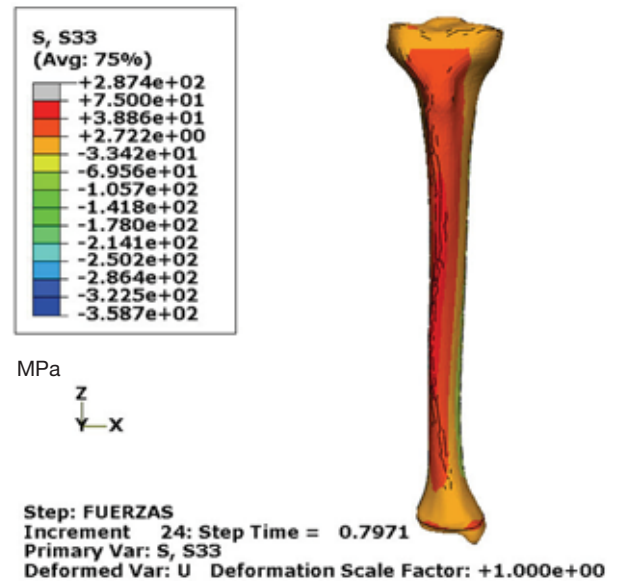 S, S33
(Avg: 75%)
+2.874e+02
+7.500e+01
+3.886e+01
+2.722e+00
-3.342e+01
-6.956e+01
-1.057e+02
-1.418e+02
-1.780e+02
-2.141e+02
-2.502e+02
-2.864e+02
-3.225e+02
-3.587e+02
MPa
Z
Y X
Step: FUERZAS
Increment 24: Step Time = 0.7971
Primary Var: S, S33
Deformed Var: U Deformation Scale Factor: +1.000e+00